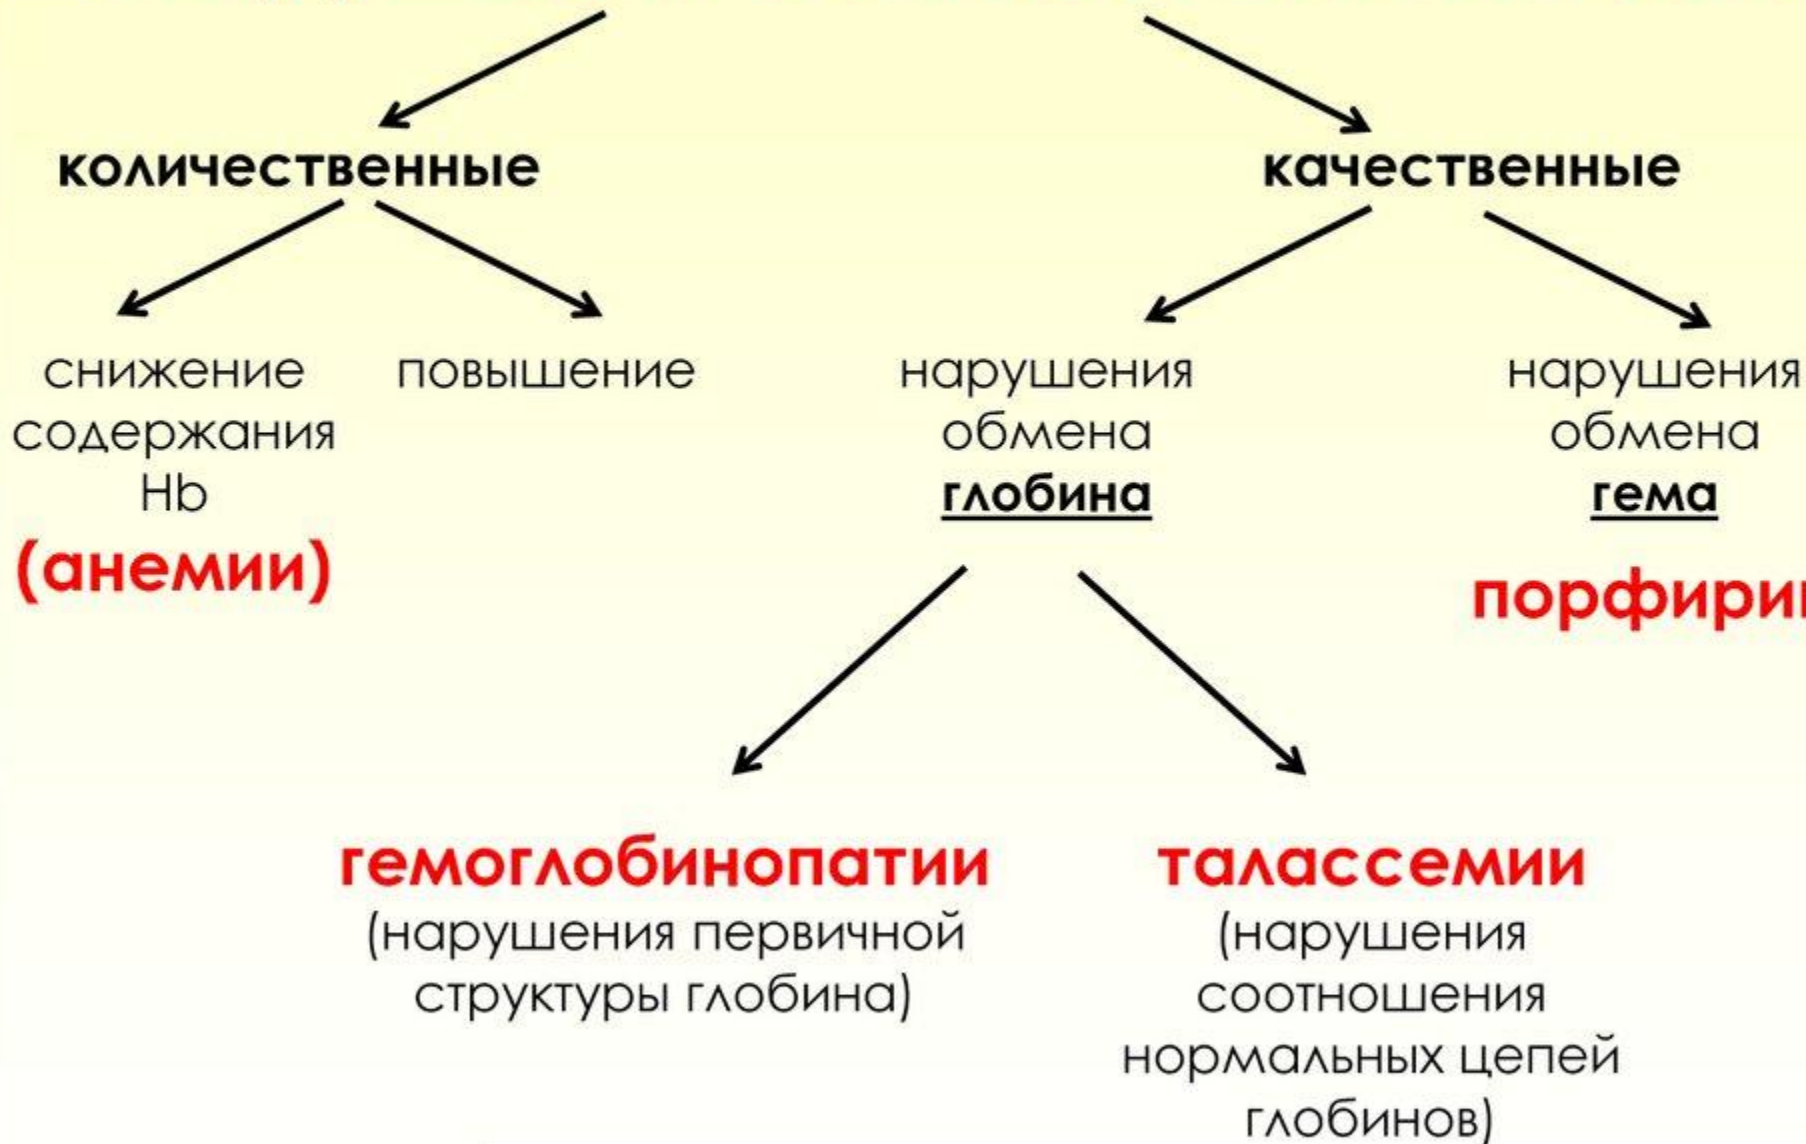 количественные
качественные
снижение
содержания
Hb
(анемии)
повышение
нарушения
обмена
глобина
нарушения
обмена
гема
гемоглобинопатии
(нарушения первичной
структуры глобина)
талассемии
(нарушения
соотношения
нормальных цепей
глобинов)